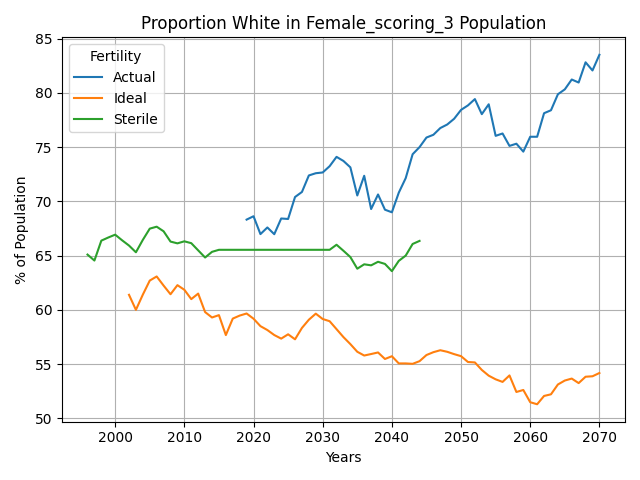 Proportion White in Female_scoring_3 Population
Fertility
Actual
Ideal
Sterile
% of Population
85
80
75
70
65
60
55
50
2000 2010 2020 2030 2040 2050 2060 2070
Years